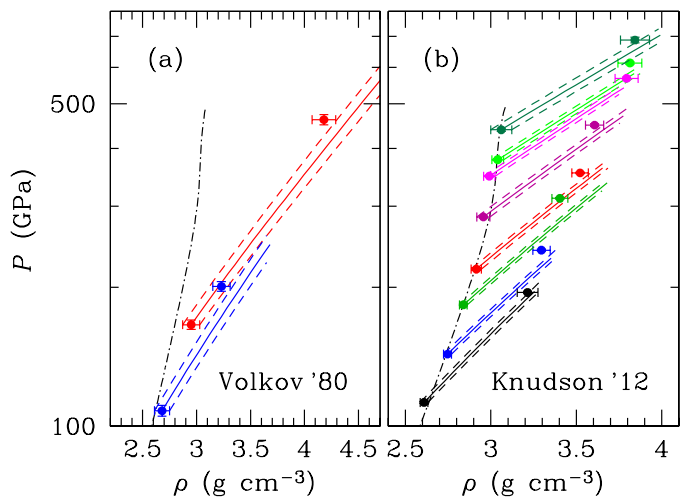 (a)
(b)
500
100
P (GPa)
Volkov '80
Knudson '12
2.5 3 3.5 4 4.5
2.5 3 3.5 4
ρ (g cm⁻³)
ρ (g cm⁻³)